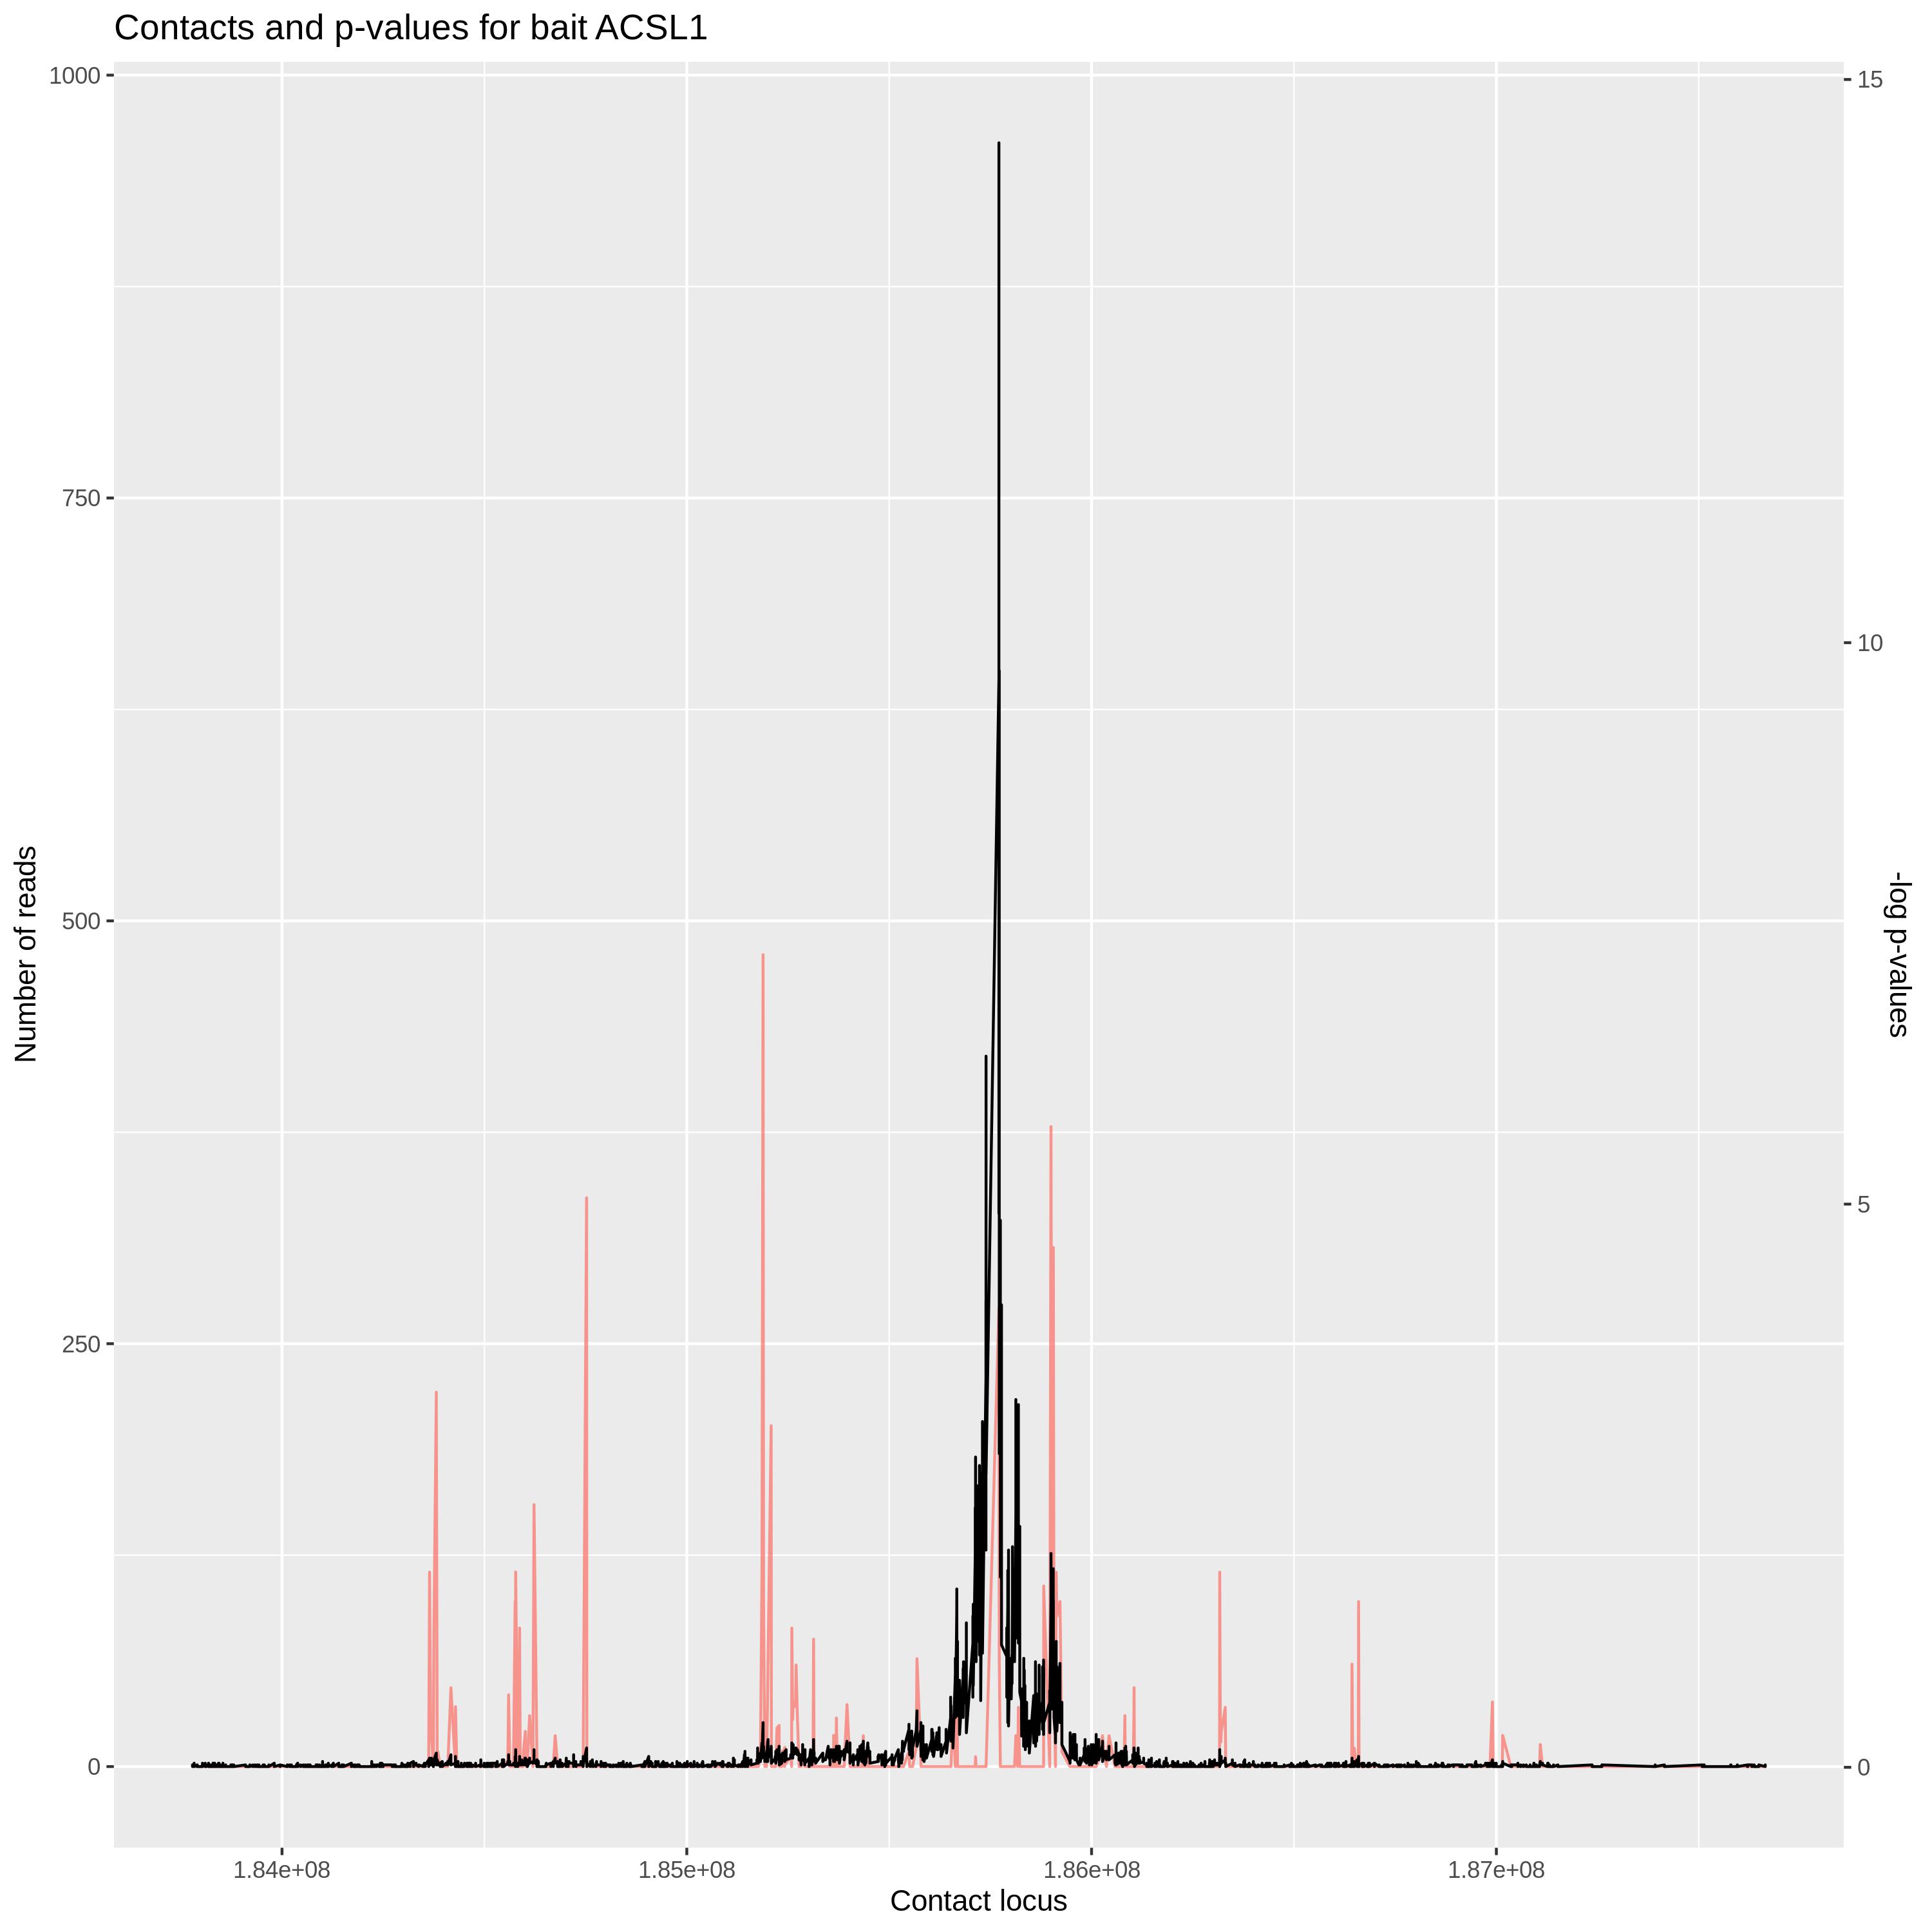 Contacts and p-values for bait ACSL1
1000
750
500
250
0
Number of reads
15
10
5
0
-log p-values
1.84e+08
1.85e+08
1.86e+08
1.87e+08
Contact locus